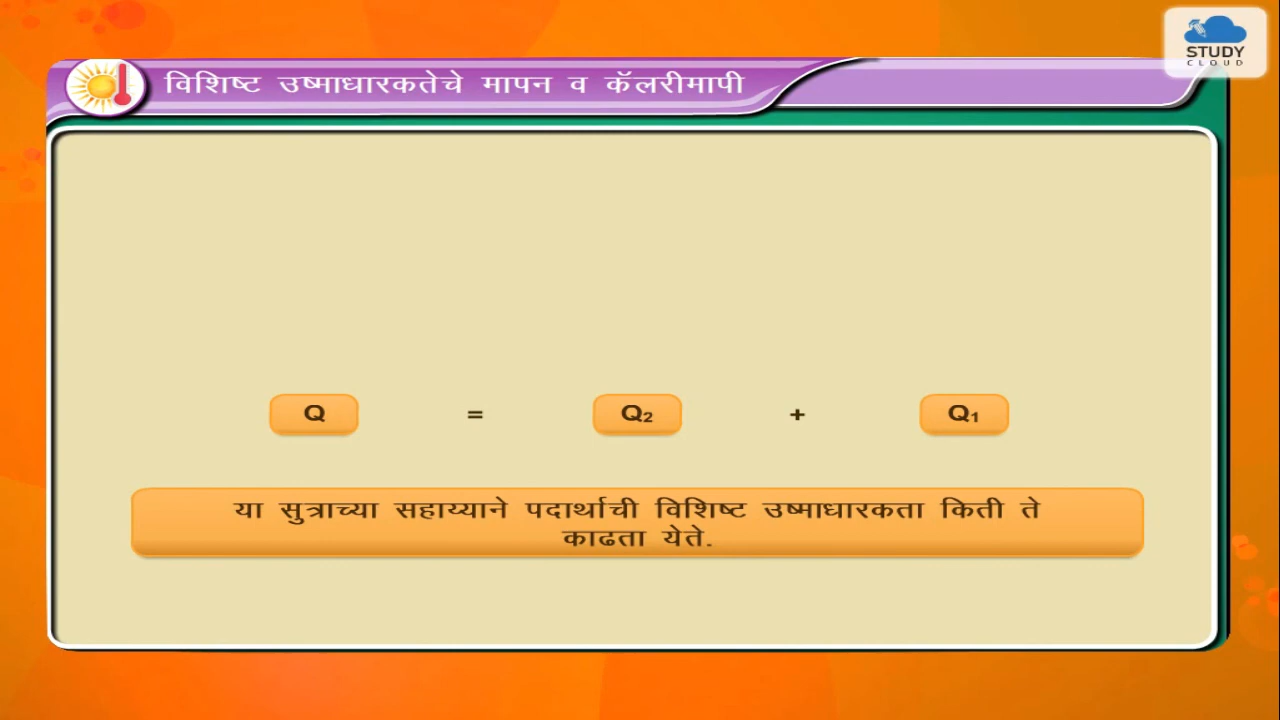 STUDY
CLOUD
विशिष्ट उष्माधारकतेचे मापन व कॅलरीमापी
Q = Q₂ + Q₁
या सुत्राच्या सहाय्याने पदार्थाची विशिष्ट उष्माधारकता किती ते
काढता येते.